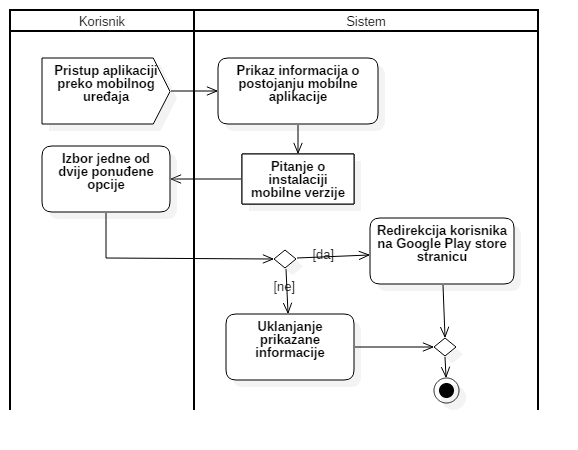 Korisnik
Sistem
Pristup aplikaciji
preko mobilnog
uređaja
Prikaz informacija o
postojanju mobilne
aplikacije
Izbor jedne od
dvije ponuđene
opcije
Pitanje o
instalaciji
mobilne verzije
Redirekcija korisnika
na Google Play store
stranicu
[da]
[ne]
Uklanjanje
prikazane
informacije